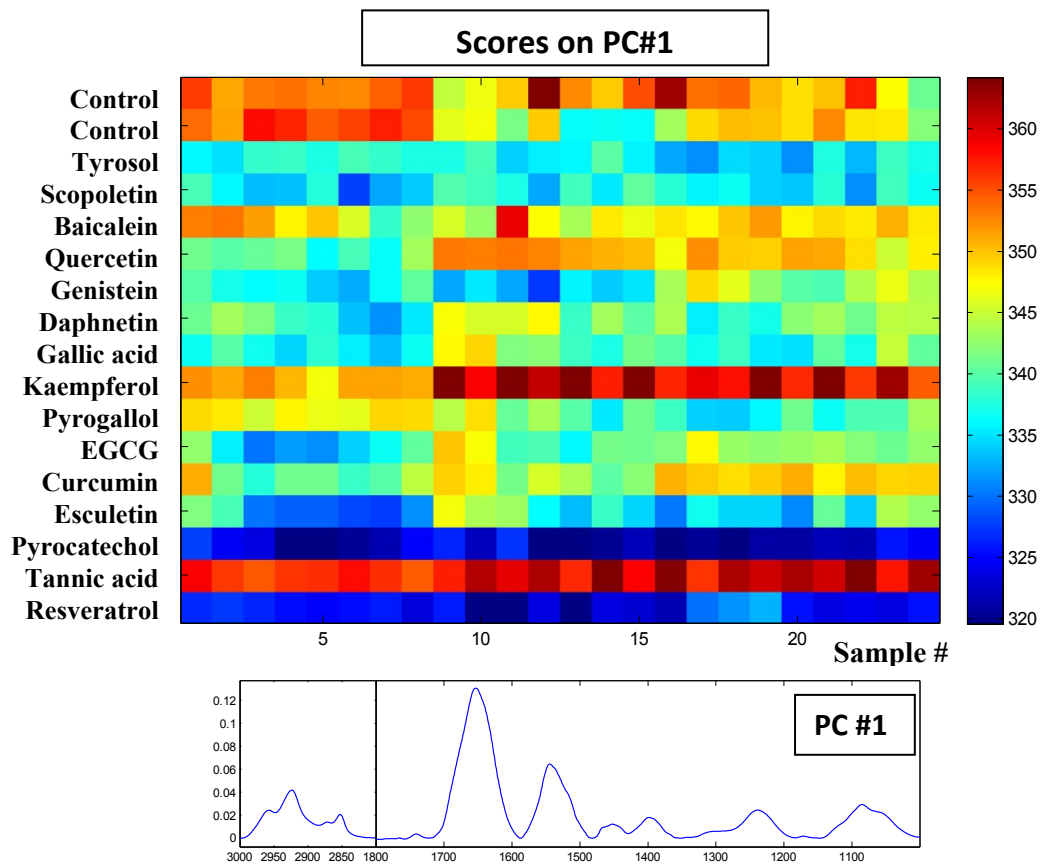 Scores on PC#1
Control
Control
Tyrosol
Scopoletin
Baicalein
Quercetin
Genistein
Daphnetin
Gallic acid
Kaempferol
Pyrogallol
EGCG
Curcumin
Esculetin
Pyrocatechol
Tannic acid
Resveratrol
360
355
350
345
340
335
330
325
320
5 10 15 20
Sample #
PC #1
0.12
0.1
0.08
0.06
0.04
0.02
0
3000 2950 2900 2850 1800 1700 1600 1500 1400 1300 1200 1100